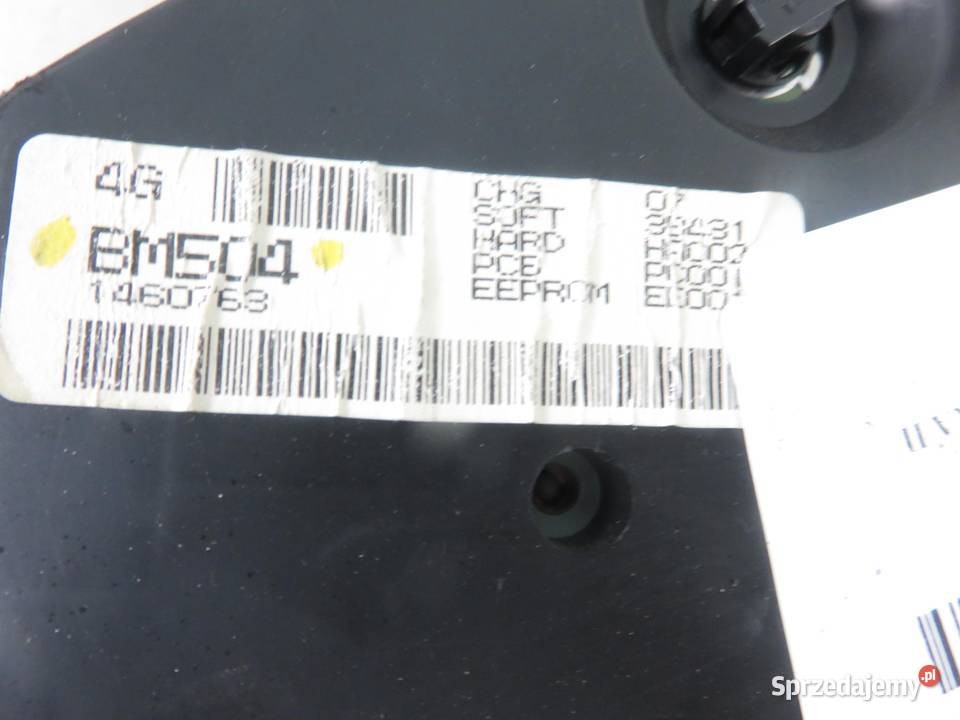 4G
BM504
1460763
CHG 07
SOFT
HARD
PCB
EEPROM
Sprzedajemy.pl